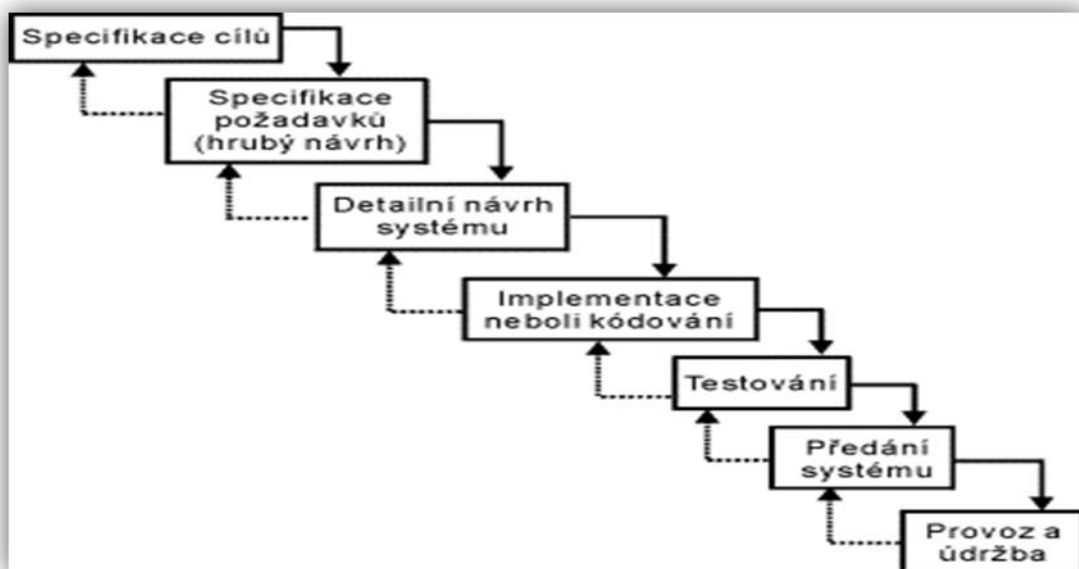 Specifikace cílů
Specifikace
požadavků
(hrubý návrh)
Detailní návrh
systému
Implementace
neboli kódování
Testování
Předání
systému
Provoz a
údržba